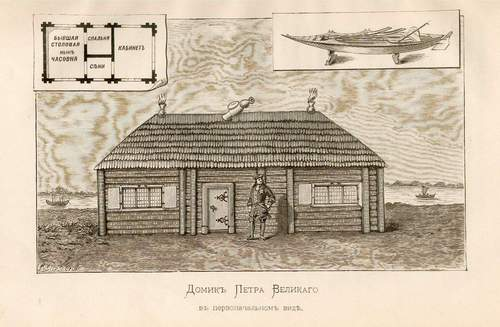 БЫВШАЯ
СТОЛОВАЯ
НЫНѢ
ЧАСОВНЯ
СПАЛЬНЯ
СѢНИ
КАБИНЕТЪ
Домикъ Петра Великаго
въ первоначальномъ видѣ.